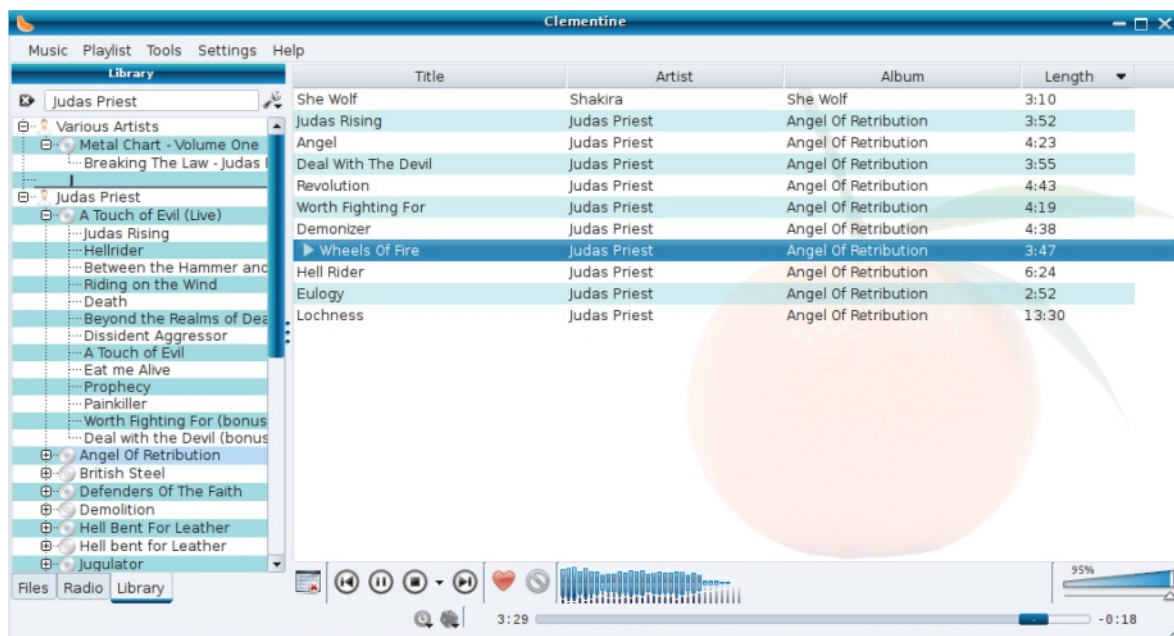 Clementine
Music Playlist Tools Settings Help
Library
Judas Priest
Various Artists
Metal Chart - Volume One
Breaking The Law - Judas
J
Judas Priest
A Touch of Evil (Live)
Judas Rising
Hellrider
Between the Hammer and
Riding on the Wind
Death
Beyond the Realms of Dea
Dissident Aggressor
A Touch of Evil
Eat me Alive
Prophecy
Painkiller
Worth Fighting For (bonus
Deal with the Devil (bonus
Angel Of Retribution
British Steel
Defenders Of The Faith
Demolition
Hell Bent For Leather
Hell bent for Leather
Jugulator
Files Radio Library
Title Artist Album Length
She Wolf Shakira She Wolf 3:10
Judas Rising Judas Priest Angel Of Retribution 3:52
Angel Judas Priest Angel Of Retribution 4:23
Deal With The Devil Judas Priest Angel Of Retribution 3:55
Revolution Judas Priest Angel Of Retribution 4:43
Worth Fighting For Judas Priest Angel Of Retribution 4:19
Demonizer Judas Priest Angel Of Retribution 4:38
Wheels Of Fire Judas Priest Angel Of Retribution 3:47
Hell Rider Judas Priest Angel Of Retribution 6:24
Eulogy Judas Priest Angel Of Retribution 2:52
Lochness Judas Priest Angel Of Retribution 13:30
95%
3:29 -0:18